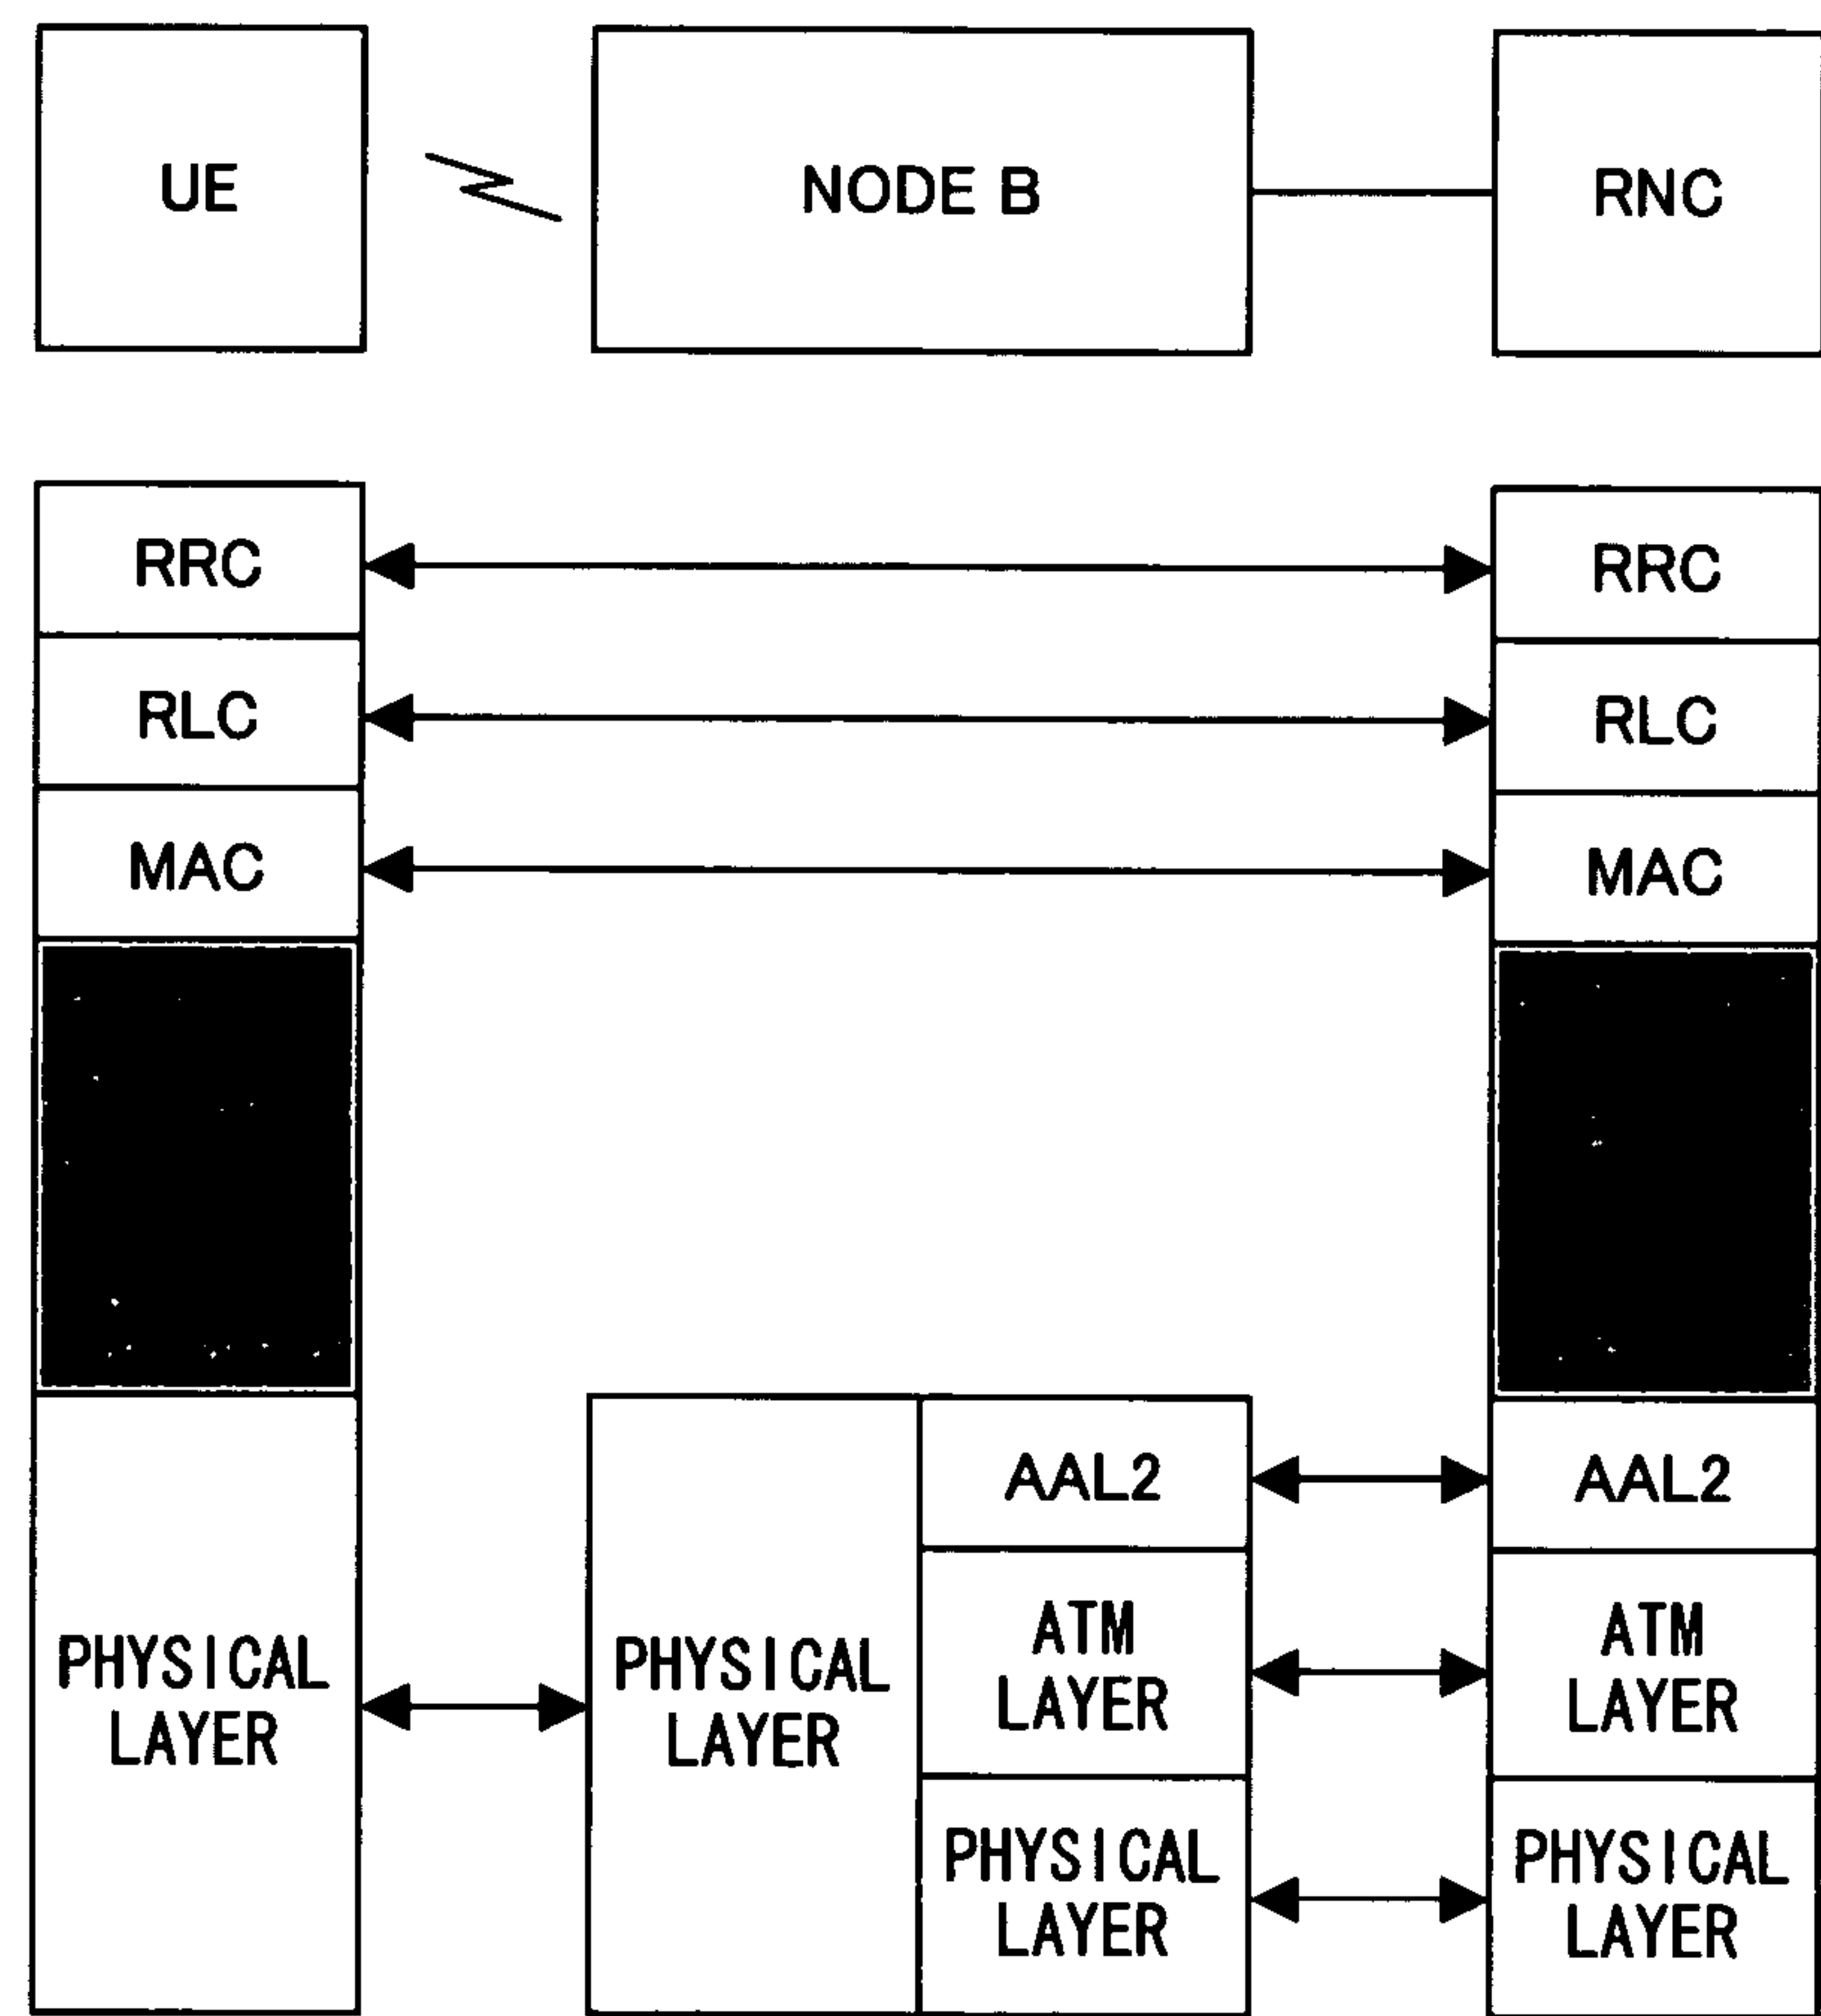 UE
NODE B
RNC
RRC
RRC
RLC
RLC
MAC
MAC
AAL2
AAL2
PHYSICAL
LAYER
PHYSICAL
LAYER
ATM
LAYER
ATM
LAYER
PHYSICAL
LAYER
PHYSICAL
LAYER